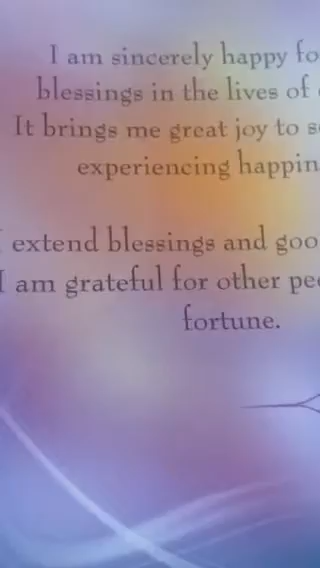 I am sincerely happy fo
blessings in the lives of
It brings me great joy to s
experiencing happin
I extend blessings and goo
I am grateful for other pe
fortune.